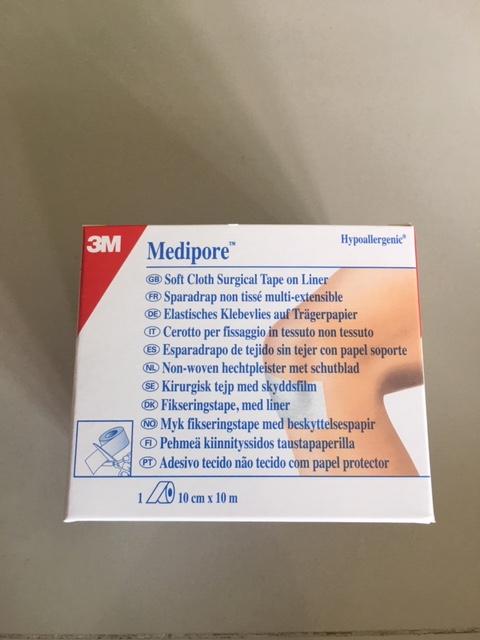 3M
Medipore™
Hypoallergenic®
GB Soft Cloth Surgical Tape on Liner
FR Sparadrap non tissé multi-extensible
DE Elastisches Klebevlies auf Trägerpapier
IT Cerotto per fissaggio in tessuto non tessuto
ES Esparadrapo de tejido sin tejer con papel soporte
NL Non-woven hechtpleister met schutblad
SE Kirurgisk tejp med skyddsfilm
DK Fikseringstape, med liner
NO Myk fikseringstape med beskyttelsespapir
FI Pehmeä kiinnityssidos taustapaperilla
PT Adesivo tecido não tecido com papel protector
1 10 cm x 10 m